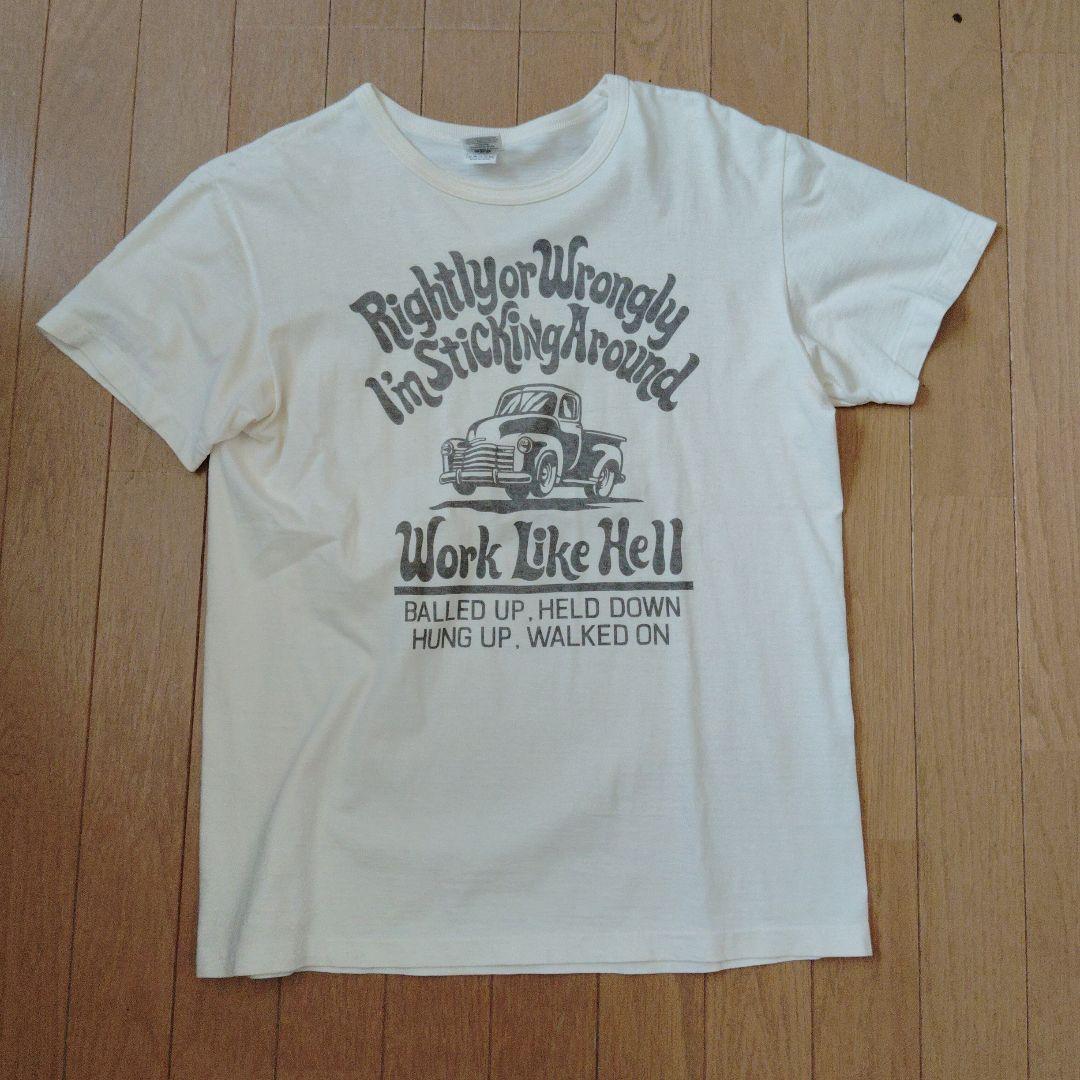 Rightly or Wrongly
I'm Sticking Around
Work Like Hell
BALLED UP, HELD DOWN
HUNG UP, WALKED ON